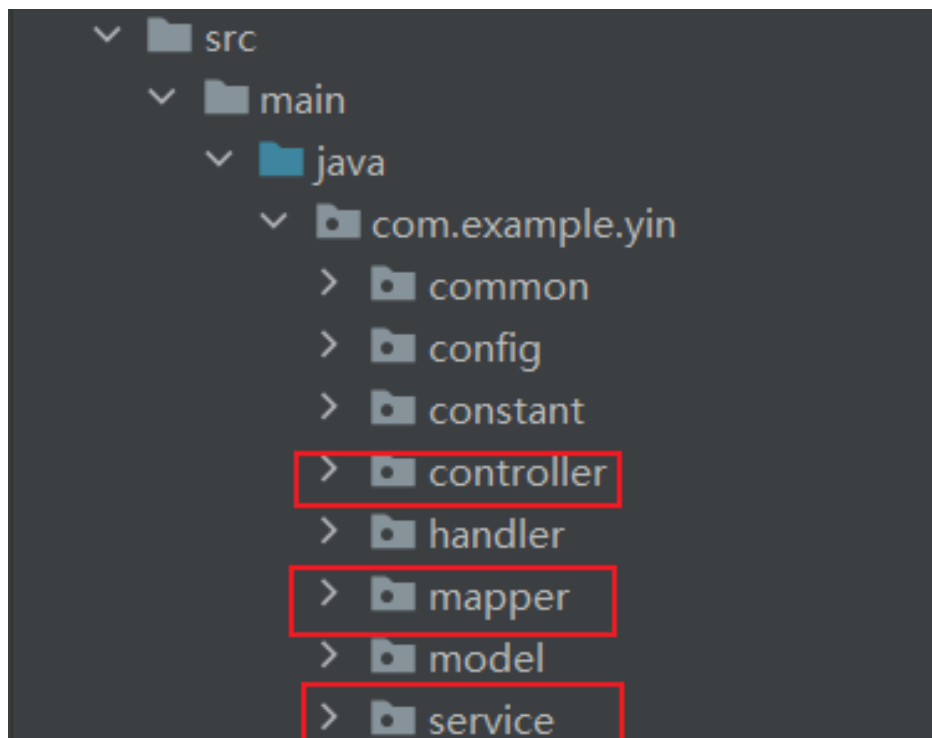 src
main
java
com.example.yin
common
config
constant
controller
handler
mapper
model
service